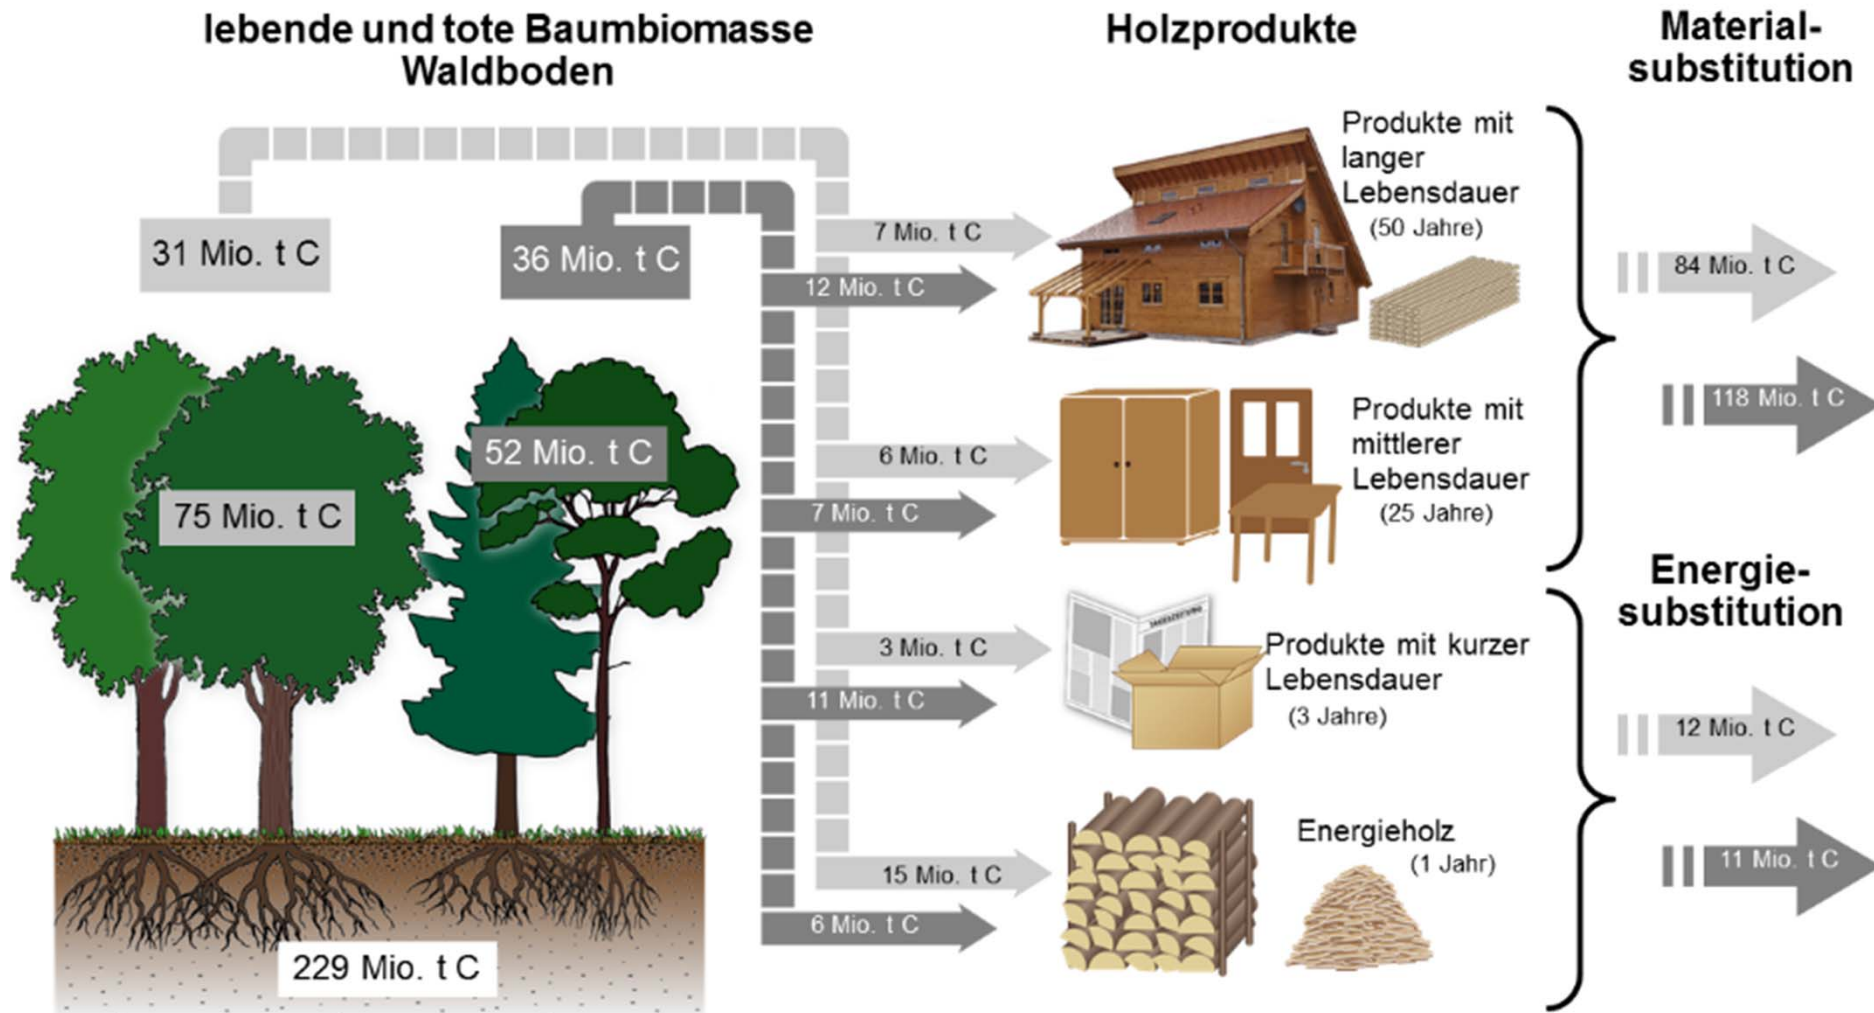 lebende und tote Baumbiomasse
Waldboden
31 Mio. t C
36 Mio. t C
75 Mio. t C
52 Mio. t C
229 Mio. t C
Holzprodukte
7 Mio. t C
12 Mio. t C
Produkte mit
langer
Lebensdauer
(50 Jahre)
6 Mio. t C
7 Mio. t C
Produkte mit
mittlerer
Lebensdauer
(25 Jahre)
3 Mio. t C
11 Mio. t C
Produkte mit kurzer
Lebensdauer
(3 Jahre)
15 Mio. t C
6 Mio. t C
Energieholz
(1 Jahr)
Material-
substitution
84 Mio. t C
118 Mio. t C
Energie-
substitution
12 Mio. t C
11 Mio. t C